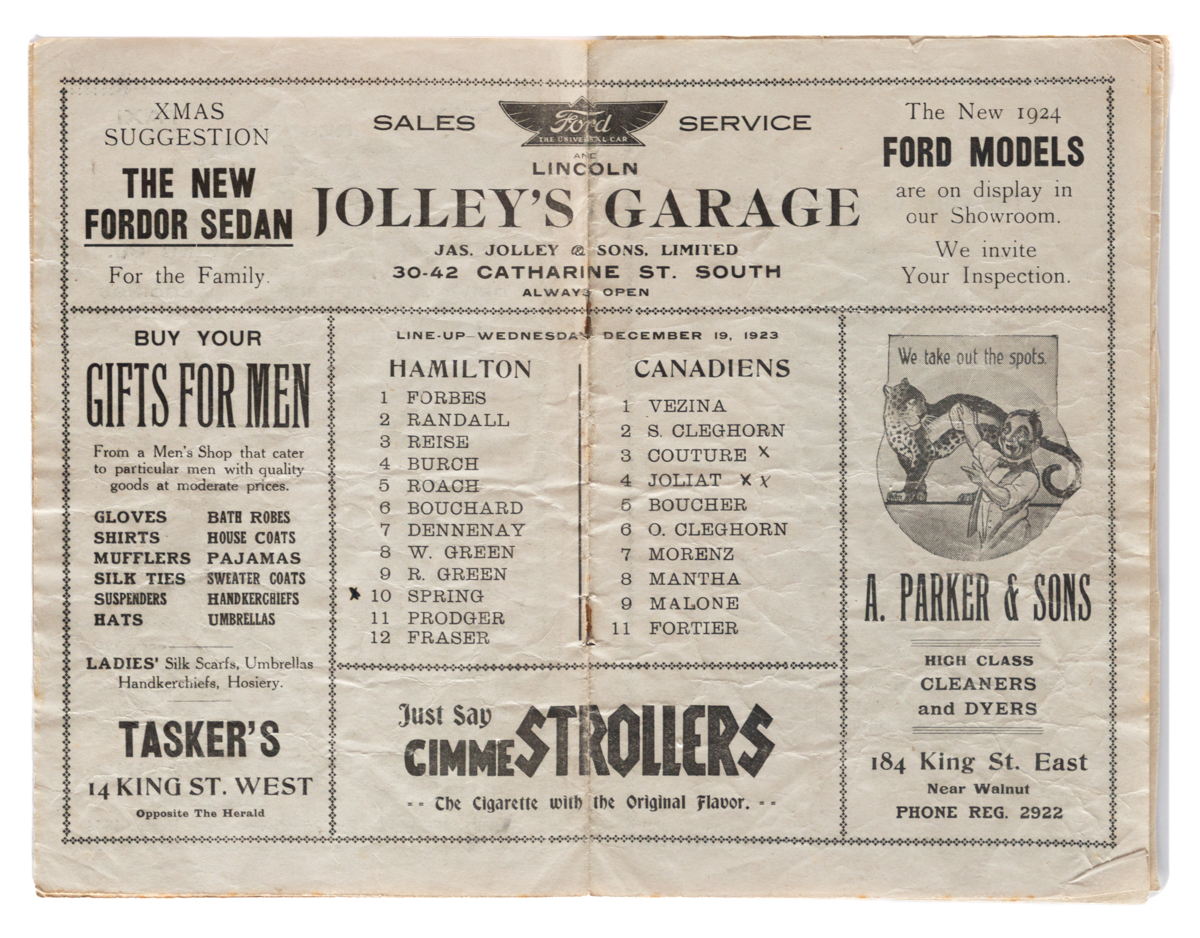 XMAS
SUGGESTION
THE NEW
FORDOR SEDAN
For the Family.
SALES Ford SERVICE
THE UNIVERSAL CAR
AND
LINCOLN
JOLLEY'S GARAGE
JAS. JOLLEY & SONS, LIMITED
30-42 CATHARINE ST. SOUTH
ALWAYS OPEN
The New 1924
FORD MODELS
are on display in
our Showroom.
We invite
Your Inspection.
BUY YOUR
GIFTS FOR MEN
From a Men's Shop that cater
to particular men with quality
goods at moderate prices.
GLOVES BATH ROBES
SHIRTS HOUSE COATS
MUFFLERS PAJAMAS
SILK TIES SWEATER COATS
SUSPENDERS HANDKERCHIEFS
HATS UMBRELLAS
LADIES' Silk Scarfs, Umbrellas
Handkerchiefs, Hosiery.
TASKER'S
14 KING ST. WEST
Opposite The Herald
LINE-UP—WEDNESDAY DECEMBER 19, 1923
HAMILTON
1 FORBES
2 RANDALL
3 REISE
4 BURCH
5 ROACH
6 BOUCHARD
7 DENNENAY
8 W. GREEN
9 R. GREEN
x 10 SPRING
11 PRODGER
12 FRASER
CANADIENS
1 VEZINA
2 S. CLEGHORN
3 COUTURE x
4 JOLIAT x x
5 BOUCHER
6 O. CLEGHORN
7 MORENZ
8 MANTHA
9 MALONE
11 FORTIER
Just Say
GIMME STROLLERS
-- The Cigarette with the Original Flavor. --
We take out the spots.
A. PARKER & SONS
HIGH CLASS
CLEANERS
and DYERS
184 King St. East
Near Walnut
PHONE REG. 2922